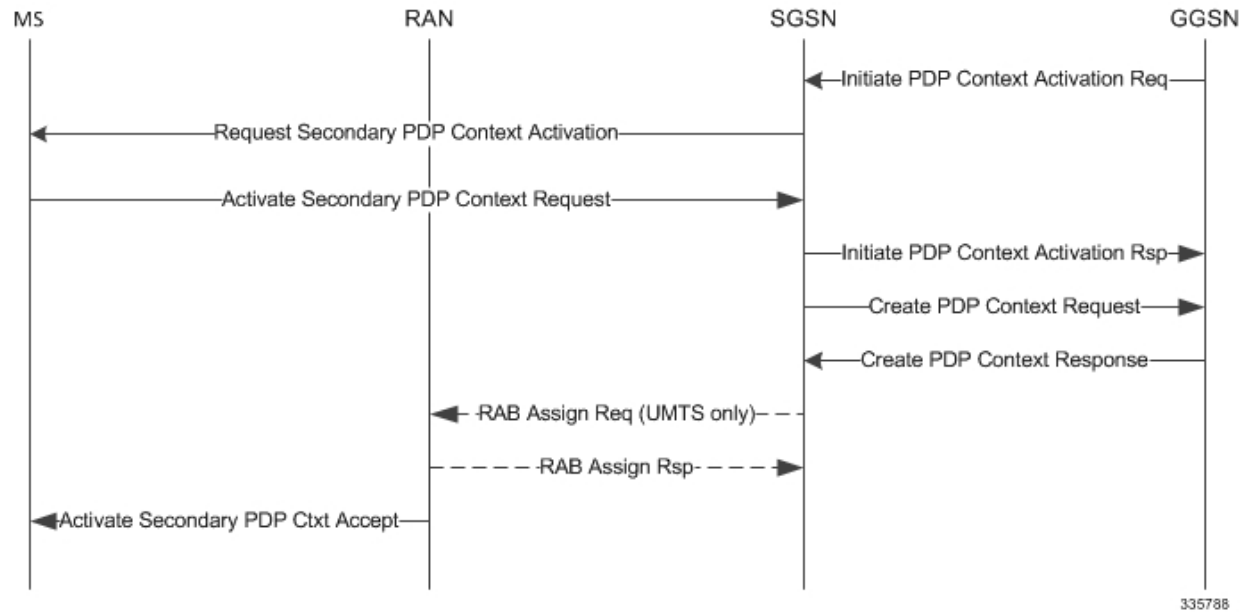 MS RAN SGSN GGSN
Initiate PDP Context Activation Req
Request Secondary PDP Context Activation
Activate Secondary PDP Context Request
Initiate PDP Context Activation Rsp
Create PDP Context Request
Create PDP Context Response
RAB Assign Req (UMTS only)
RAB Assign Rsp
Activate Secondary PDP Ctxt Accept
335788